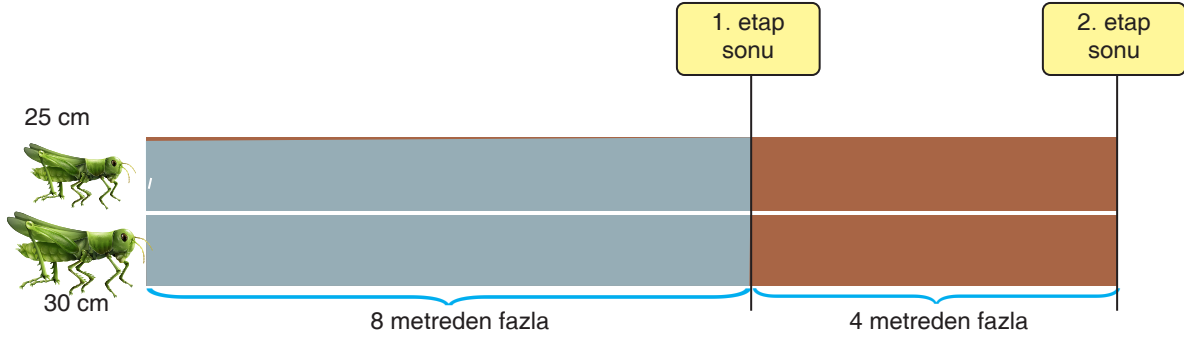 1. etap
sonu
2. etap
sonu
25 cm
30 cm
8 metreden fazla
4 metreden fazla